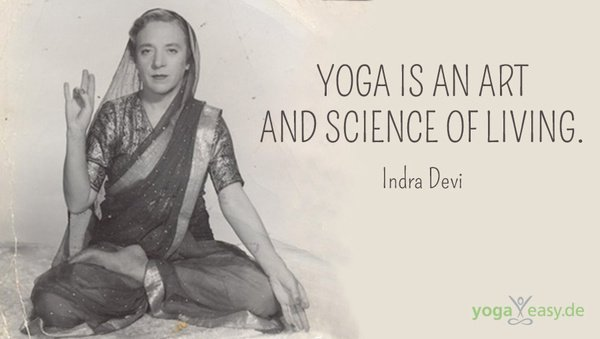 YOGA IS AN ART
AND SCIENCE OF LIVING.
Indra Devi
yogaeasy.de